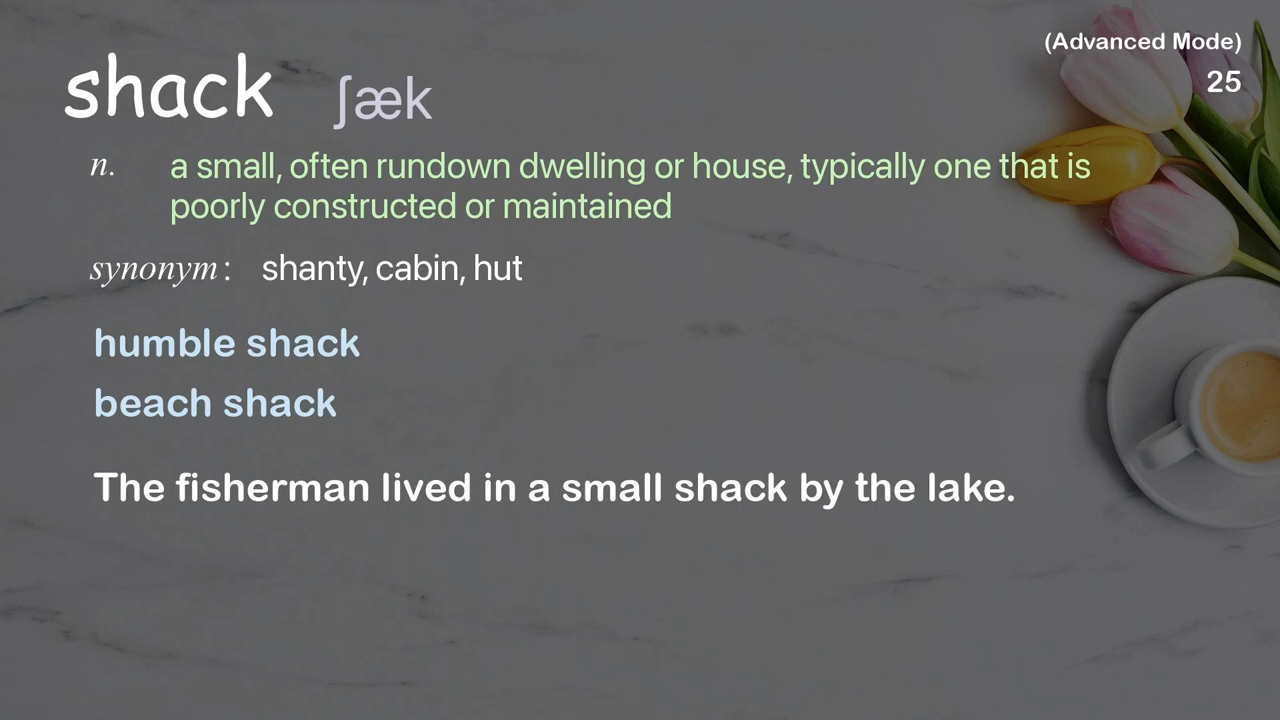 (Advanced Mode)
25
shack ʃæk
n. a small, often rundown dwelling or house, typically one that is
poorly constructed or maintained
synonym: shanty, cabin, hut
humble shack
beach shack
The fisherman lived in a small shack by the lake.